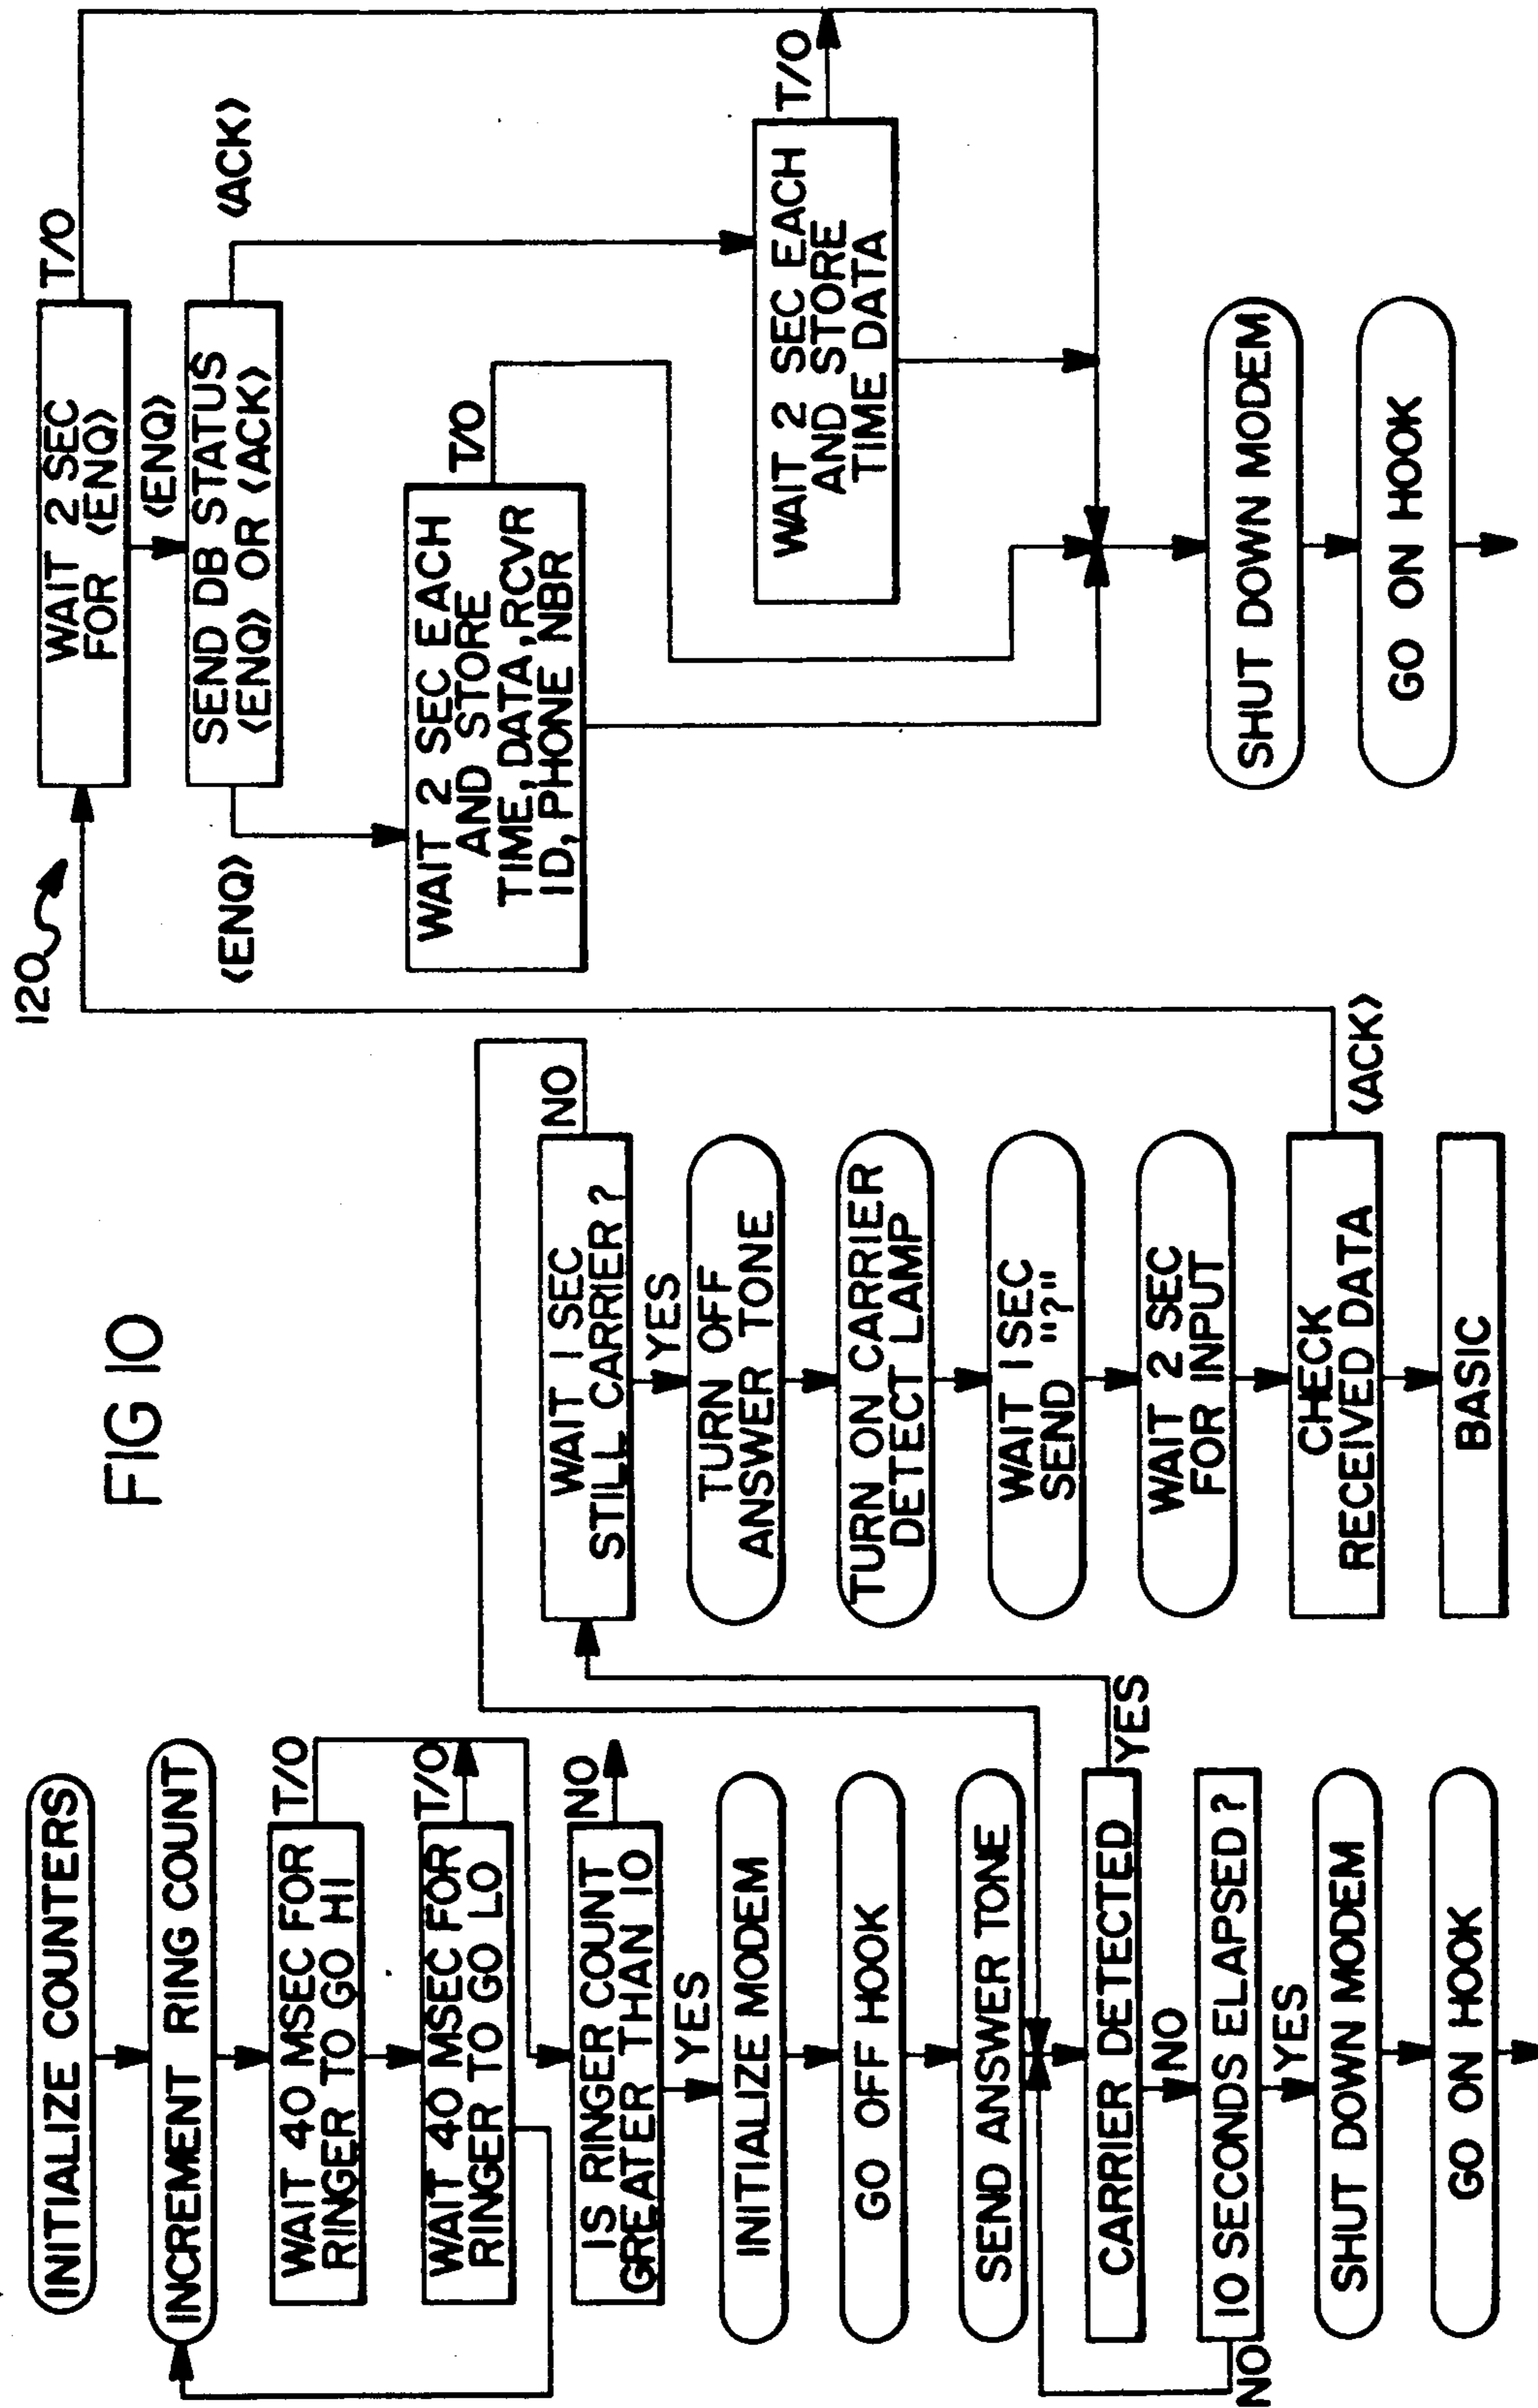 FIG 10
INITIALIZE COUNTERS
INCREMENT RING COUNT
WAIT 40 MSEC FOR
RINGER TO GO HI
T/O
WAIT 40 MSEC FOR
RINGER TO GO LO
T/O
IS RINGER COUNT
GREATER THAN 10
NO
YES
INITIALIZE MODEM
GO OFF HOOK
SEND ANSWER TONE
CARRIER DETECTED
YES
NO
10 SECONDS ELAPSED ?
NO
YES
SHUT DOWN MODEM
GO ON HOOK
WAIT 1 SEC
STILL CARRIER ?
NO
YES
TURN OFF
ANSWER TONE
TURN ON CARRIER
DETECT LAMP
WAIT 1SEC
SEND "?"
WAIT 2 SEC
FOR INPUT
CHECK
RECEIVED DATA
<ACK>
BASIC
120
WAIT 2 SEC
FOR <ENQ>
T/O
<ENQ>
SEND DB STATUS
<ENQ> OR <ACK>
<ENQ>
<ACK>
WAIT 2 SEC EACH
AND STORE
TIME,DATA,RCVR
ID,PHONE NBR
T/O
WAIT 2 SEC EACH
AND STORE
TIME DATA
T/O
SHUT DOWN MODEM
GO ON HOOK